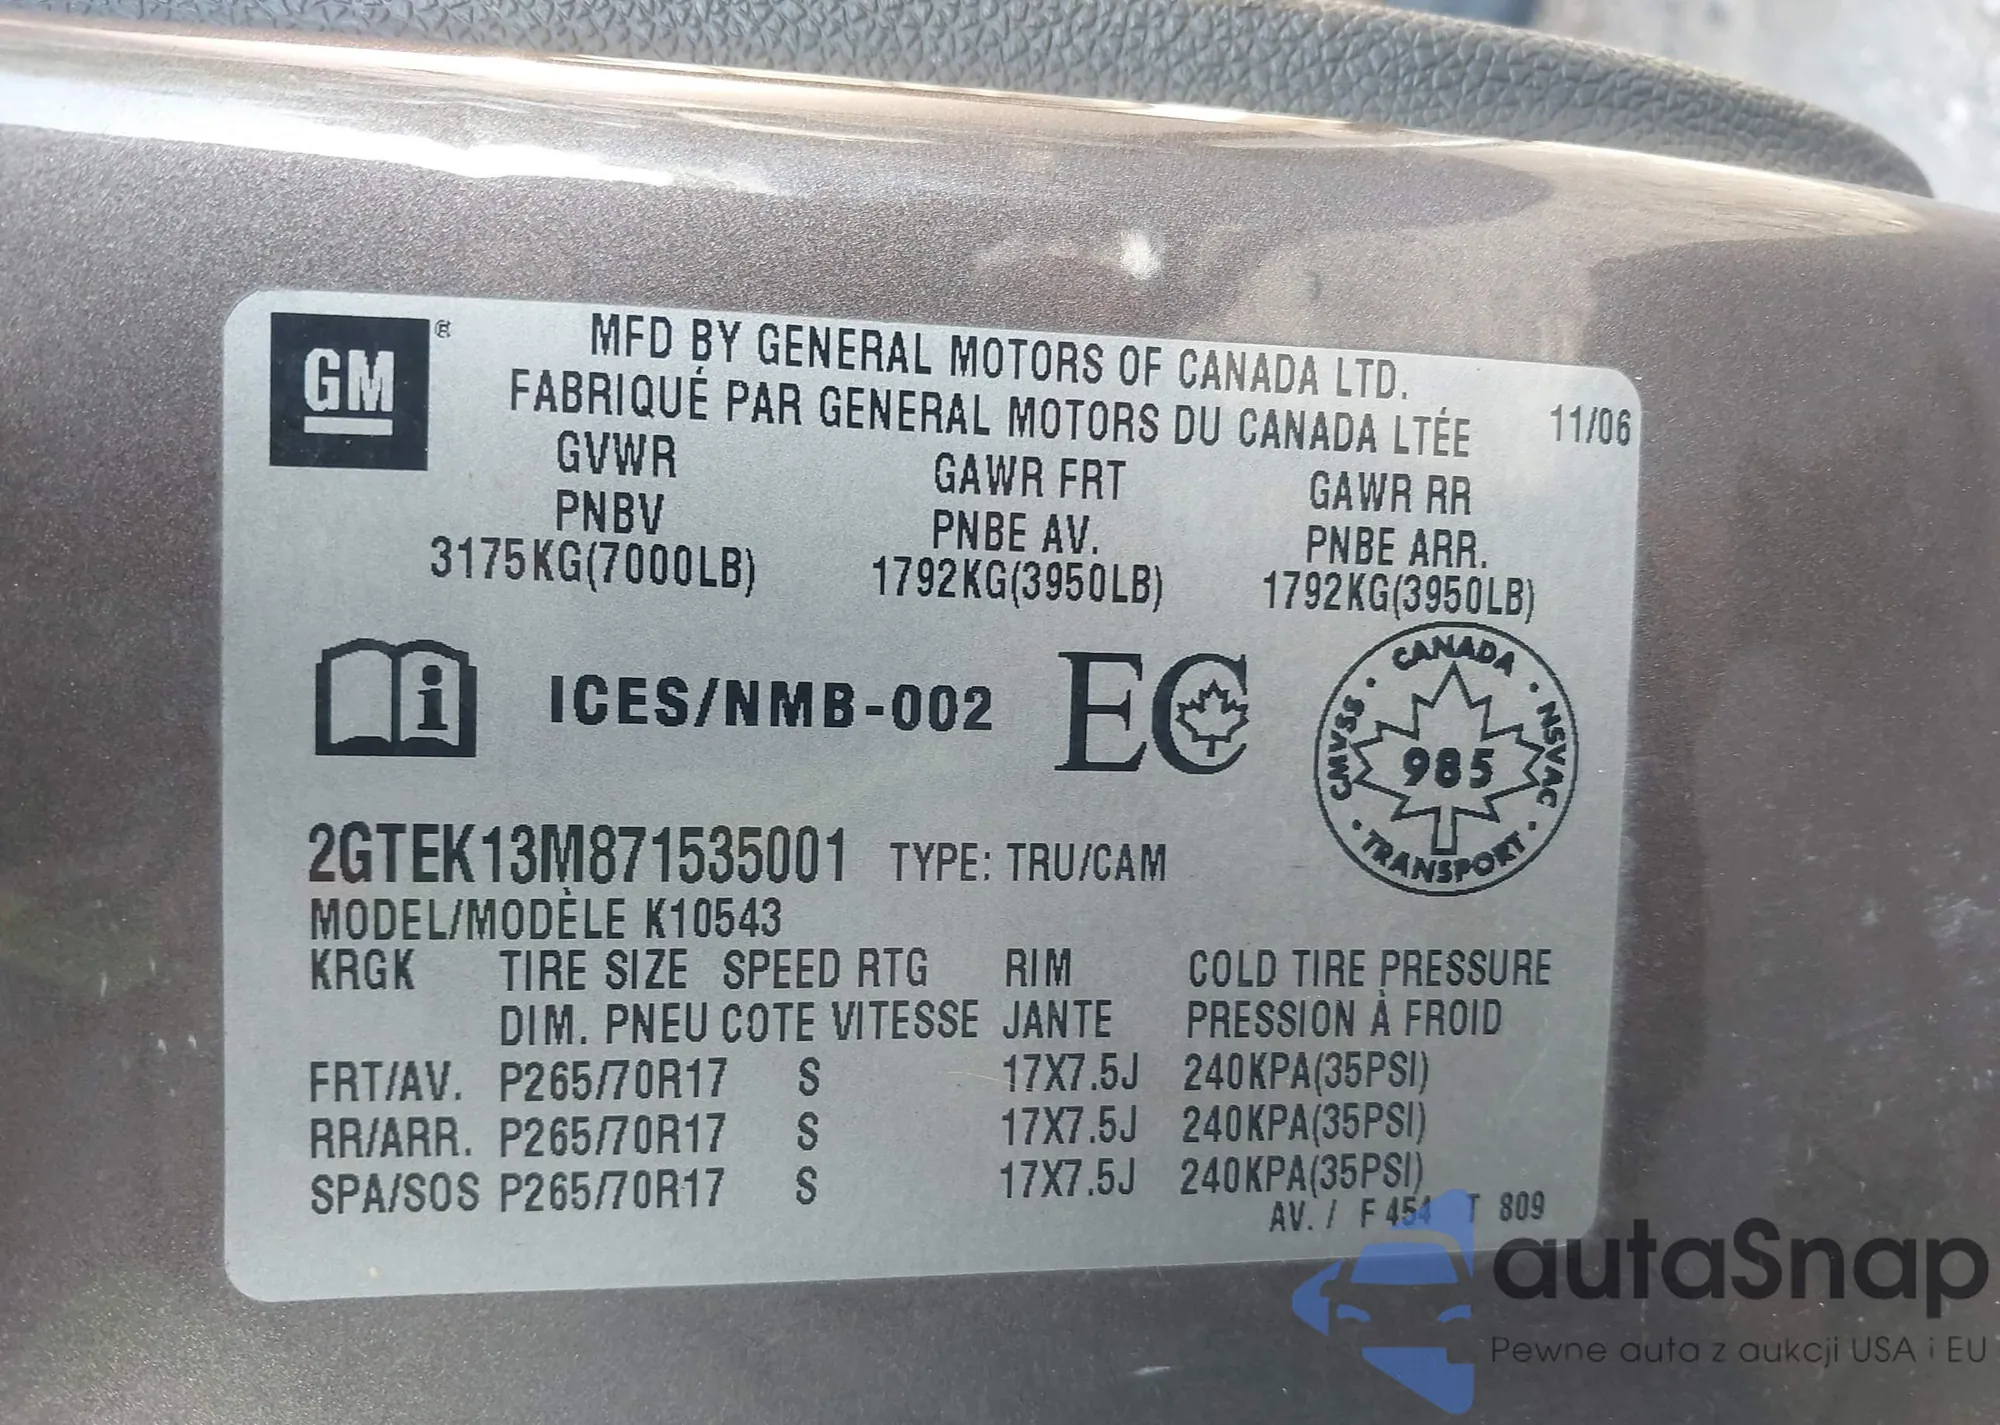 GM ®
MFD BY GENERAL MOTORS OF CANADA LTD.
FABRIQUÉ PAR GENERAL MOTORS DU CANADA LTÉE 11/06
GVWR GAWR FRT GAWR RR
PNBV PNBE AV. PNBE ARR.
3175KG(7000LB) 1792KG(3950LB) 1792KG(3950LB)
i ICES/NMB-002 EC
CANADA
CMVSS · 985 · NSVAC
· TRANSPORT ·
2GTEK13M871535001 TYPE: TRU/CAM
MODEL/MODÈLE K10543
KRGK TIRE SIZE SPEED RTG RIM COLD TIRE PRESSURE
DIM. PNEU COTE VITESSE JANTE PRESSION À FROID
FRT/AV. P265/70R17 S 17X7.5J 240KPA(35PSI)
RR/ARR. P265/70R17 S 17X7.5J 240KPA(35PSI)
SPA/SOS P265/70R17 S 17X7.5J 240KPA(35PSI)
AV. / F 454 T 809
autaSnap
Pewne auta z aukcji USA i EU